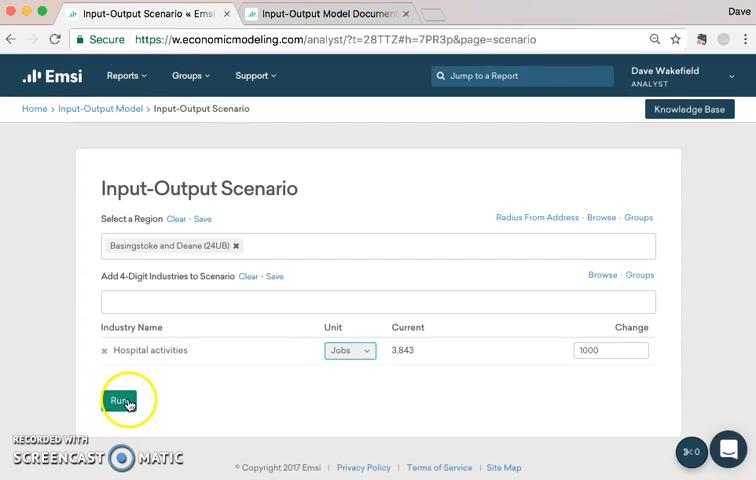 Input-Output Scenario « Emsi
Input-Output Model Document
Dave
Secure
https://w.economicmodeling.com/analyst/?t=28TTZ#h=7PR3p&page=scenario
Emsi
Reports
Groups
Support
Jump to a Report
Dave Wakefield
ANALYST
Home › Input-Output Model › Input-Output Scenario
Knowledge Base
Input-Output Scenario
Select a Region Clear · Save
Radius From Address · Browse · Groups
Basingstoke and Deane (24UB)
Add 4-Digit Industries to Scenario Clear · Save
Browse · Groups
Industry Name Unit Current Change
Hospital activities Jobs 3,843 1000
Run
RECORDED WITH
SCREENCAST MATIC
© Copyright 2017 Emsi Privacy Policy Terms of Service Site Map
0